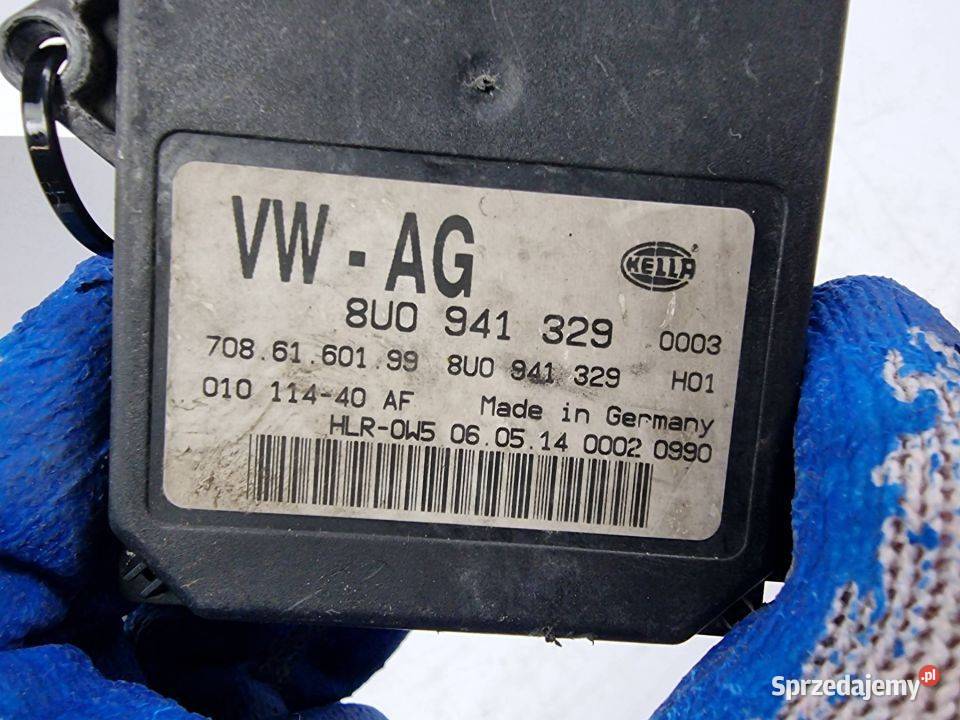 VW - AG
HELLA ®
8U0 941 329 0003
708.61.601.99 8U0 941 329 H01
010 114-40 AF Made in Germany
HLR-0W5 06.05.14 0002 0990
Sprzedajemy.pl